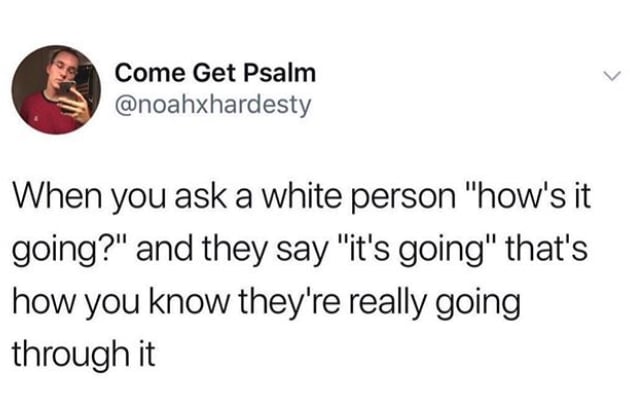 Come Get Psalm
@noahxhardesty
When you ask a white person "how's it
going?" and they say "it's going" that's
how you know they're really going
through it